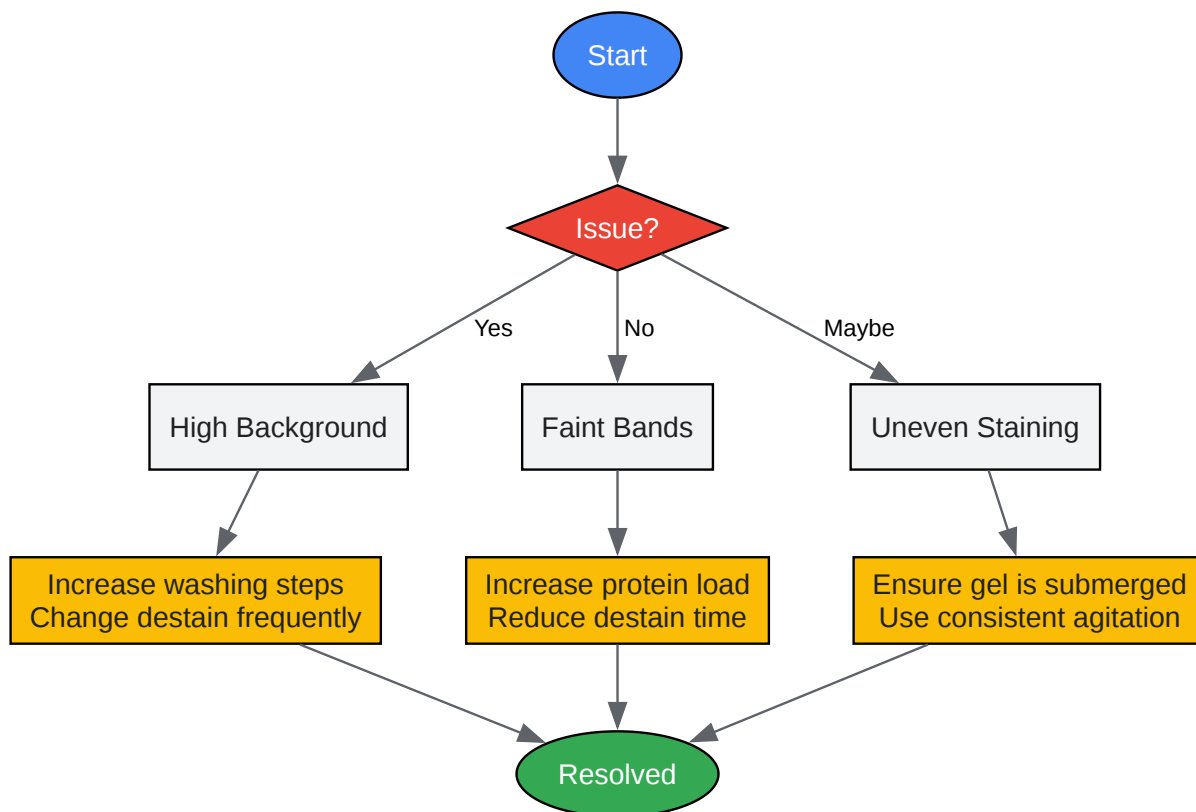 Start
Issue?
Yes
No
Maybe
High Background
Faint Bands
Uneven Staining
Increase washing steps
Change destain frequently
Increase protein load
Reduce destain time
Ensure gel is submerged
Use consistent agitation
Resolved